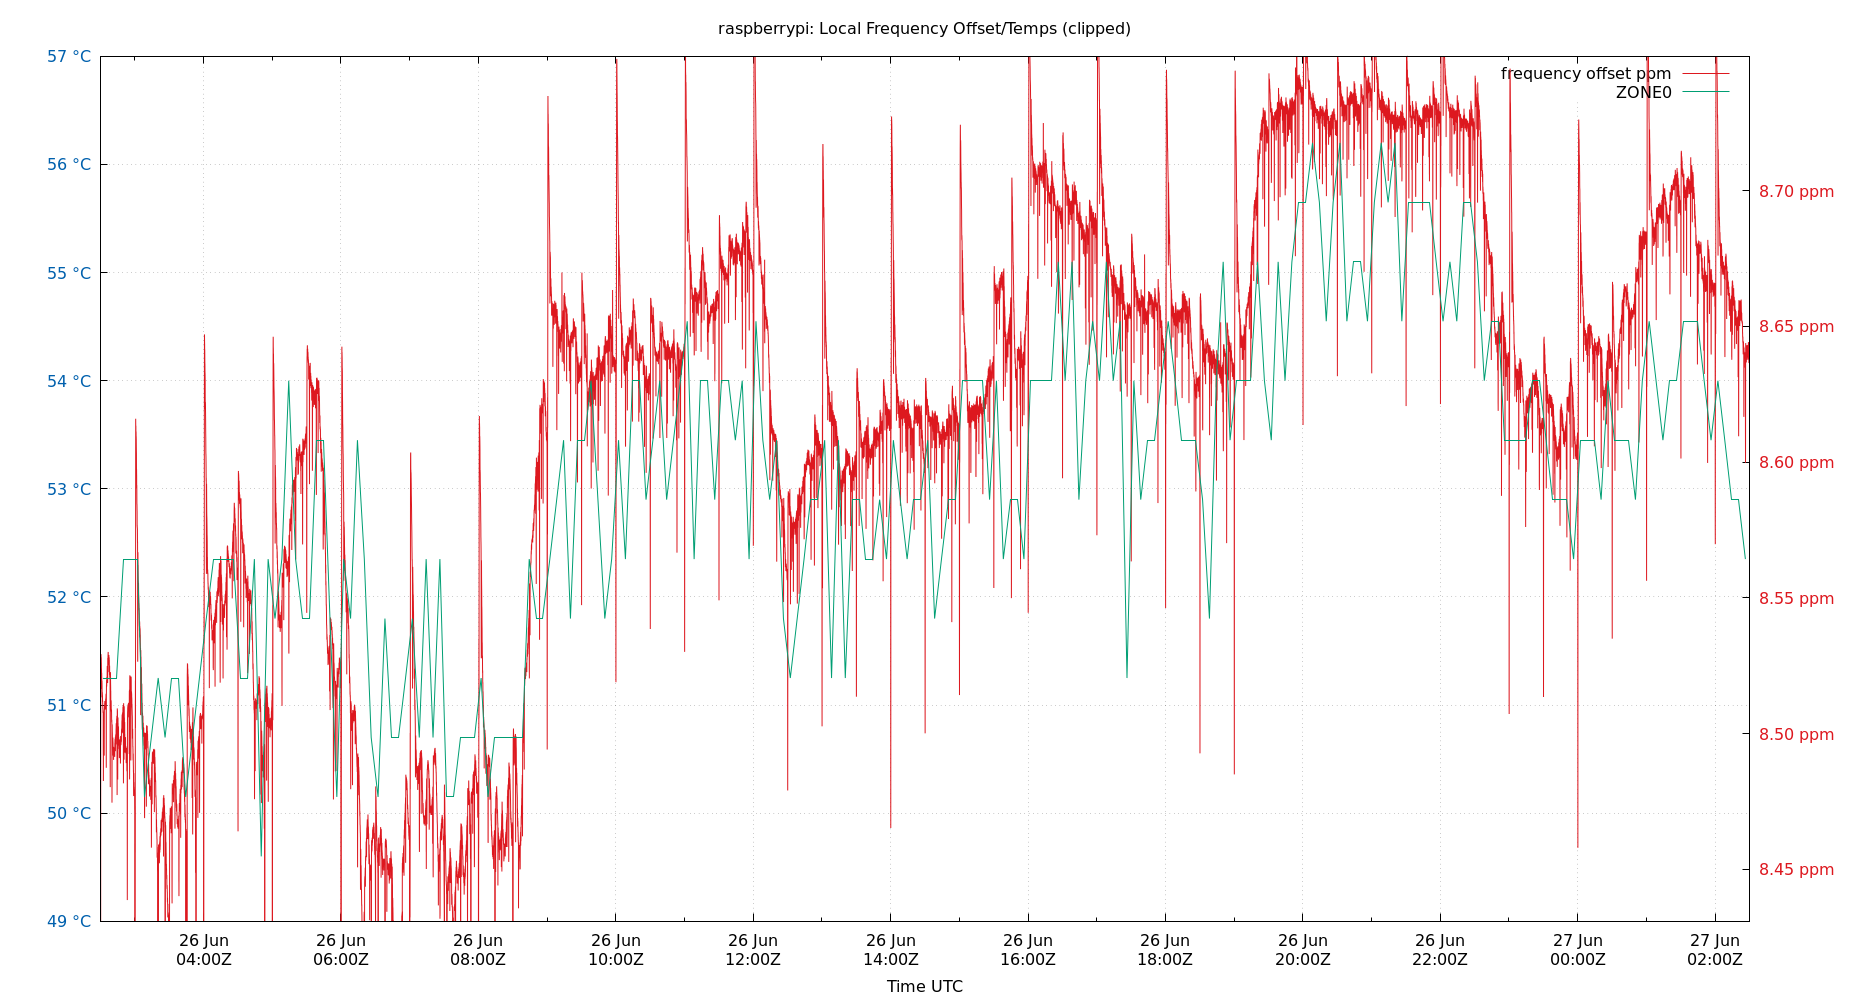 raspberrypi: Local Frequency Offset/Temps (clipped)
57 °C
56 °C
55 °C
54 °C
53 °C
52 °C
51 °C
50 °C
49 °C
frequency offset ppm
ZONE0
8.70 ppm
8.65 ppm
8.60 ppm
8.55 ppm
8.50 ppm
8.45 ppm
26 Jun 26 Jun 26 Jun 26 Jun 26 Jun 26 Jun 26 Jun 26 Jun 26 Jun 26 Jun 27 Jun 27 Jun
04:00Z 06:00Z 08:00Z 10:00Z 12:00Z 14:00Z 16:00Z 18:00Z 20:00Z 22:00Z 00:00Z 02:00Z
Time UTC